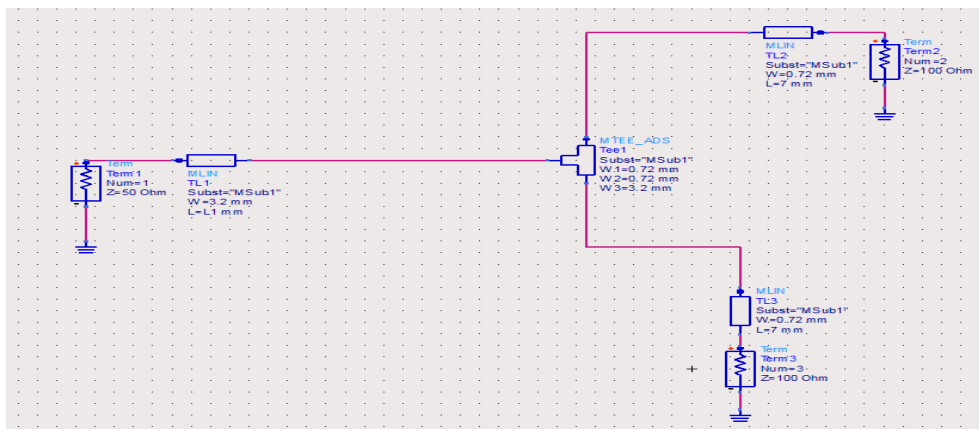 MLIN
TL2
Subst="MSub1"
W=0.72 mm
L=7 mm
Term
Term2
Num=2
Z=100 Ohm
MTEE_ADS
Tee1
Subst="MSub1"
W1=0.72 mm
W2=0.72 mm
W3=3.2 mm
Term
Term1
Num=1
Z=50 Ohm
MLIN
TL1
Subst="MSub1"
W=3.2 mm
L=L1 mm
MLIN
TL3
Subst="MSub1"
W=0.72 mm
L=7 mm
Term
Term3
Num=3
Z=100 Ohm